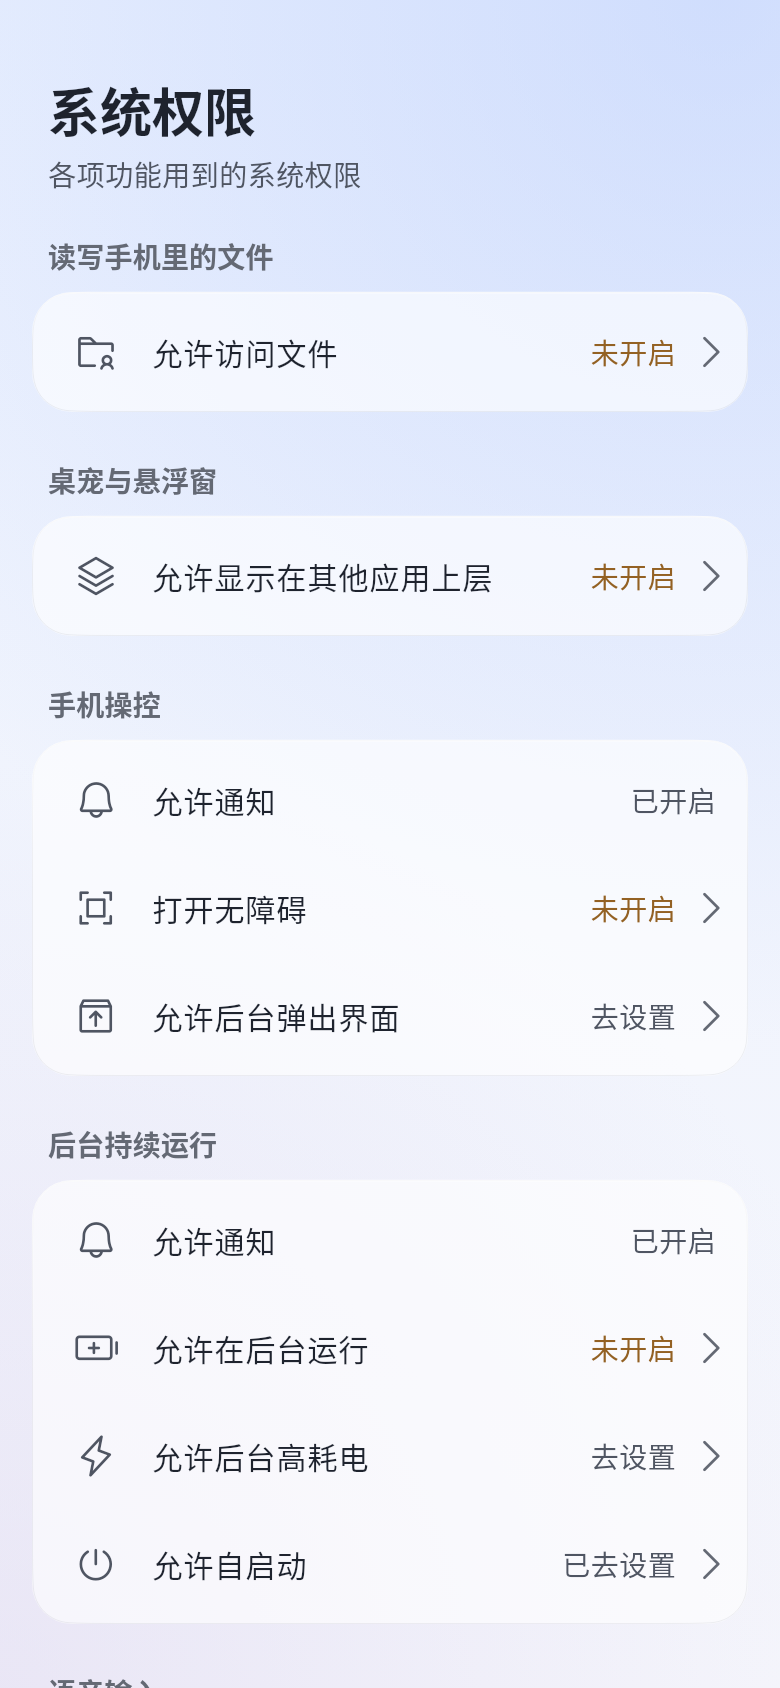 系统权限
各项功能用到的系统权限
读写手机里的文件
允许访问文件 未开启
桌宠与悬浮窗
允许显示在其他应用上层 未开启
手机操控
允许通知 已开启
打开无障碍 未开启
允许后台弹出界面 去设置
后台持续运行
允许通知 已开启
允许在后台运行 未开启
允许后台高耗电 去设置
允许自启动 已去设置